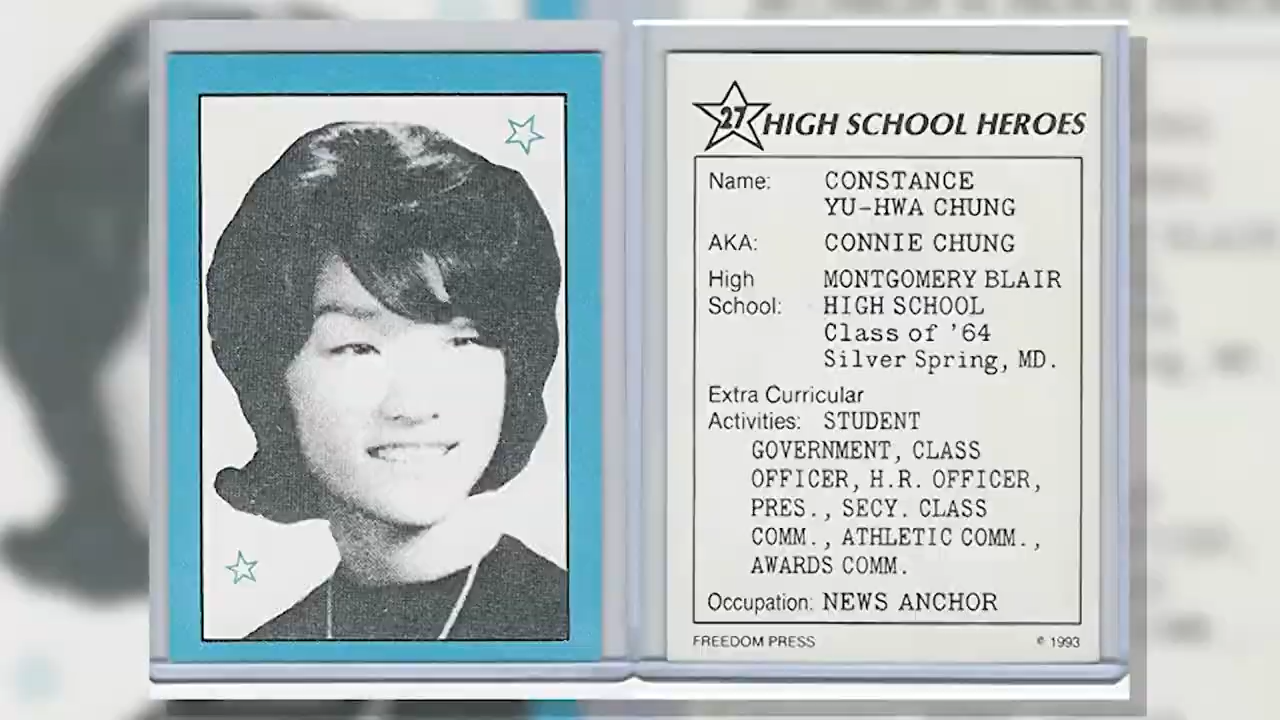 27 HIGH SCHOOL HEROES
Name: CONSTANCE
YU-HWA CHUNG
AKA: CONNIE CHUNG
High MONTGOMERY BLAIR
School: HIGH SCHOOL
Class of '64
Silver Spring, MD.
Extra Curricular
Activities: STUDENT
GOVERNMENT, CLASS
OFFICER, H.R. OFFICER,
PRES., SECY. CLASS
COMM., ATHLETIC COMM.,
AWARDS COMM.
Occupation: NEWS ANCHOR
FREEDOM PRESS © 1993